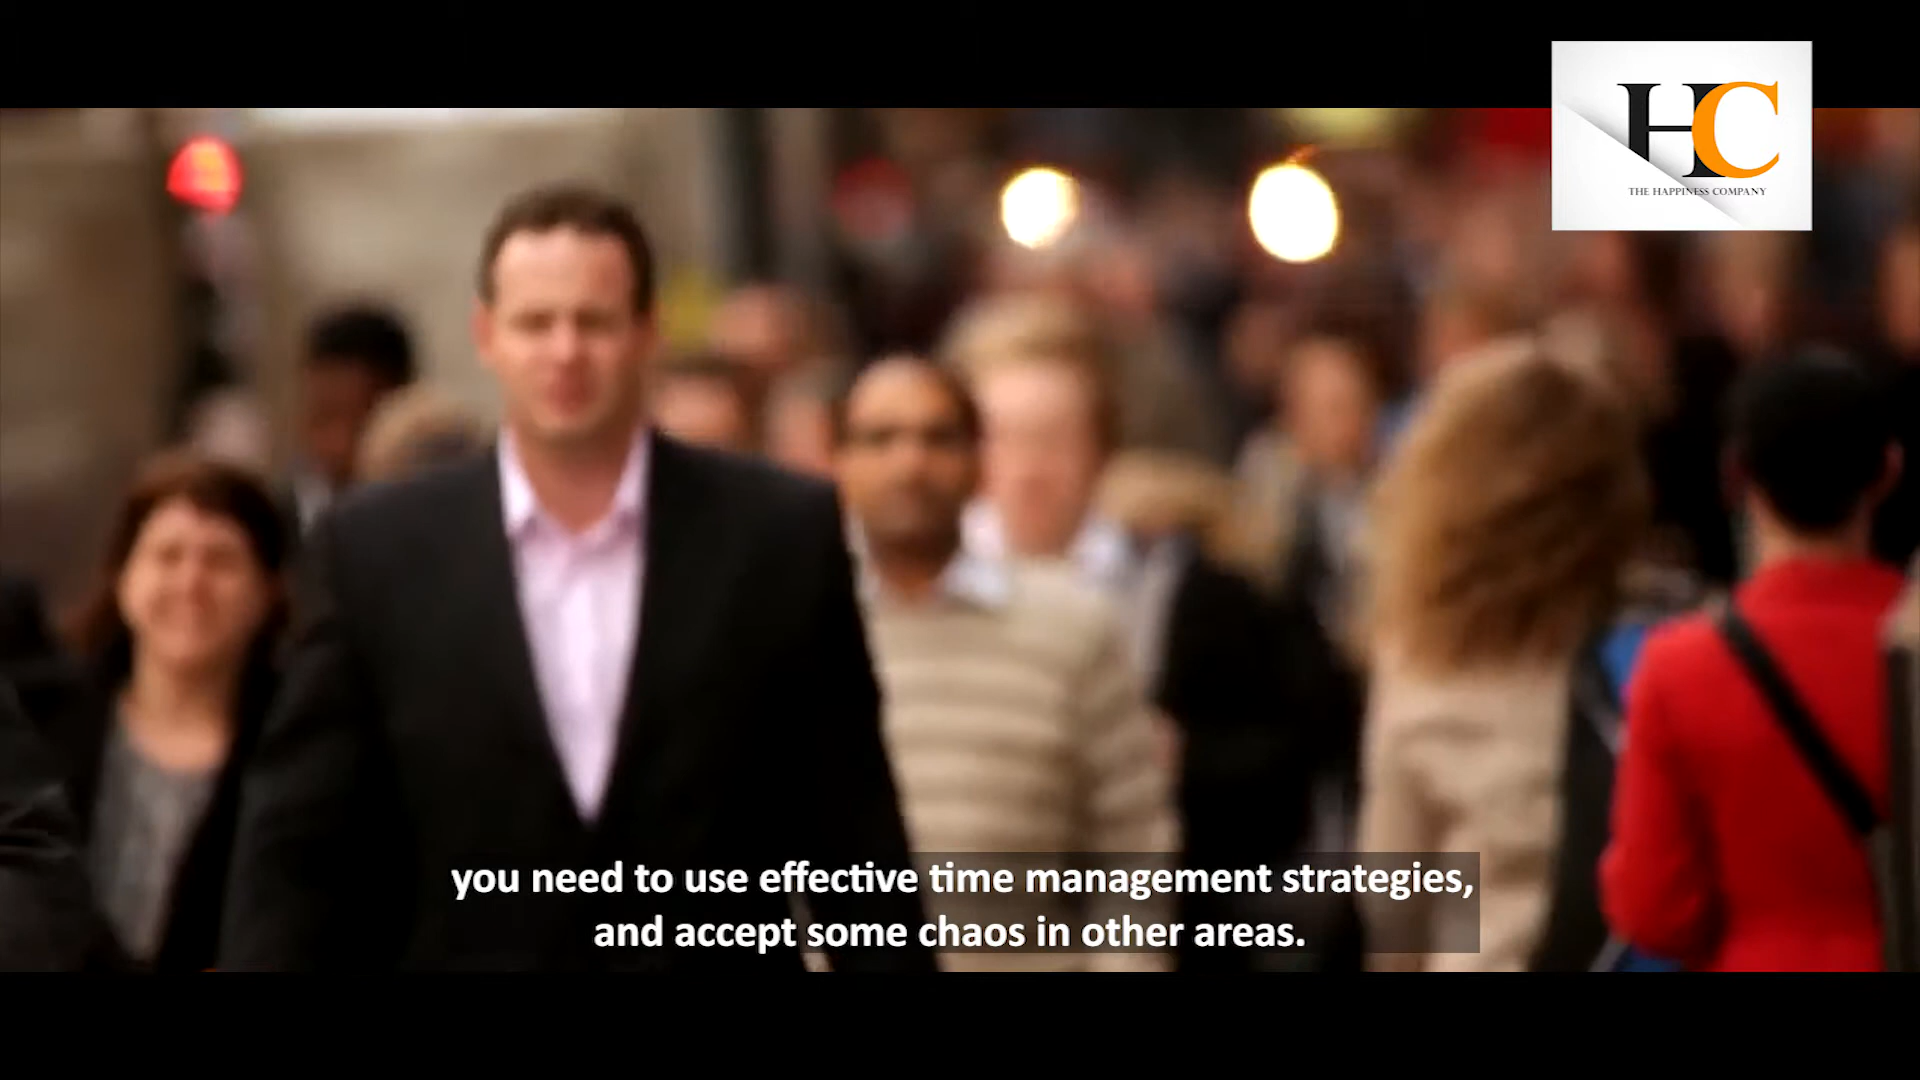 HC
THE HAPPINESS COMPANY
you need to use effective time management strategies,
and accept some chaos in other areas.